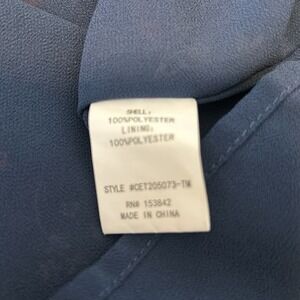 SHELL:
100%POLYESTER
LINING:
100%POLYESTER
STYLE #CET205073-TM
RN# 153842
MADE IN CHINA